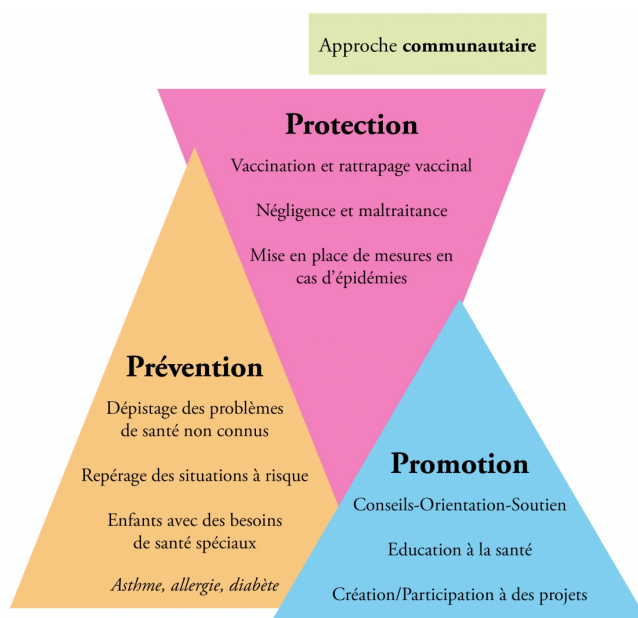 Approche communautaire
Protection
Vaccination et rattrapage vaccinal
Négligence et maltraitance
Mise en place de mesures en
cas d’épidémies
Prévention
Dépistage des problèmes
de santé non connus
Repérage des situations à risque
Enfants avec des besoins
de santé spéciaux
Asthme, allergie, diabète
Promotion
Conseils-Orientation-Soutien
Education à la santé
Création/Participation à des projets